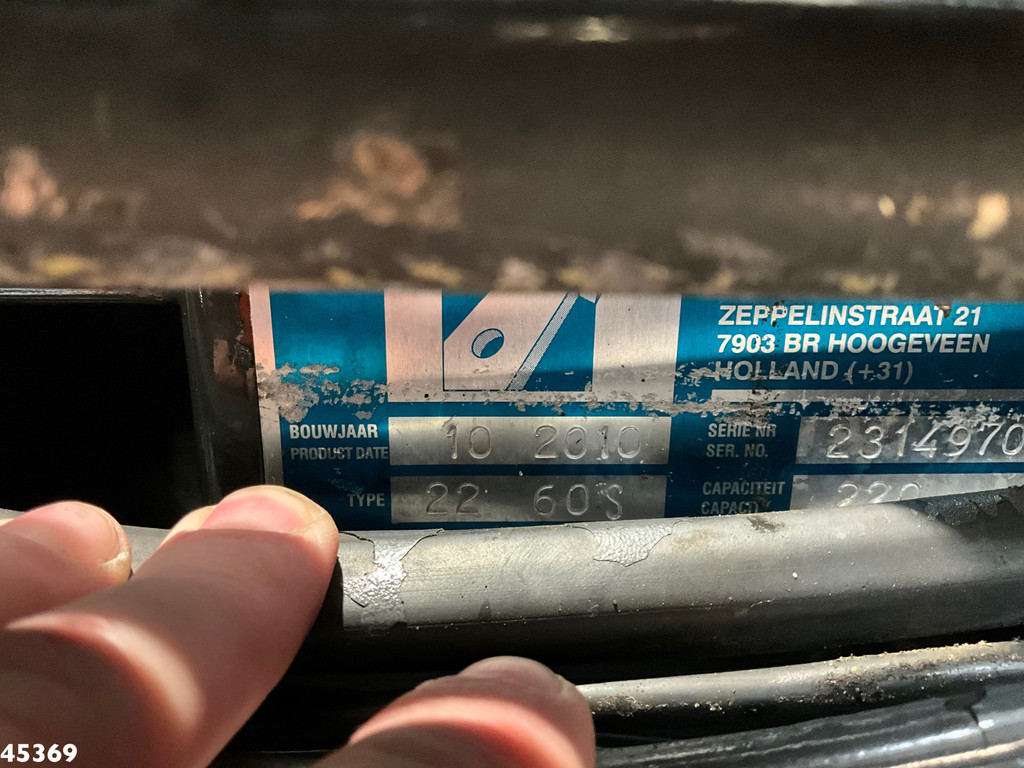 ZEPPELINSTRAAT 21
7903 BR HOOGEVEEN
HOLLAND (+31)
BOUWJAAR
PRODUCT DATE
10 2010
SERIE NR
SER. NO.
2314970
TYPE
22 60S
CAPACITEIT
45369